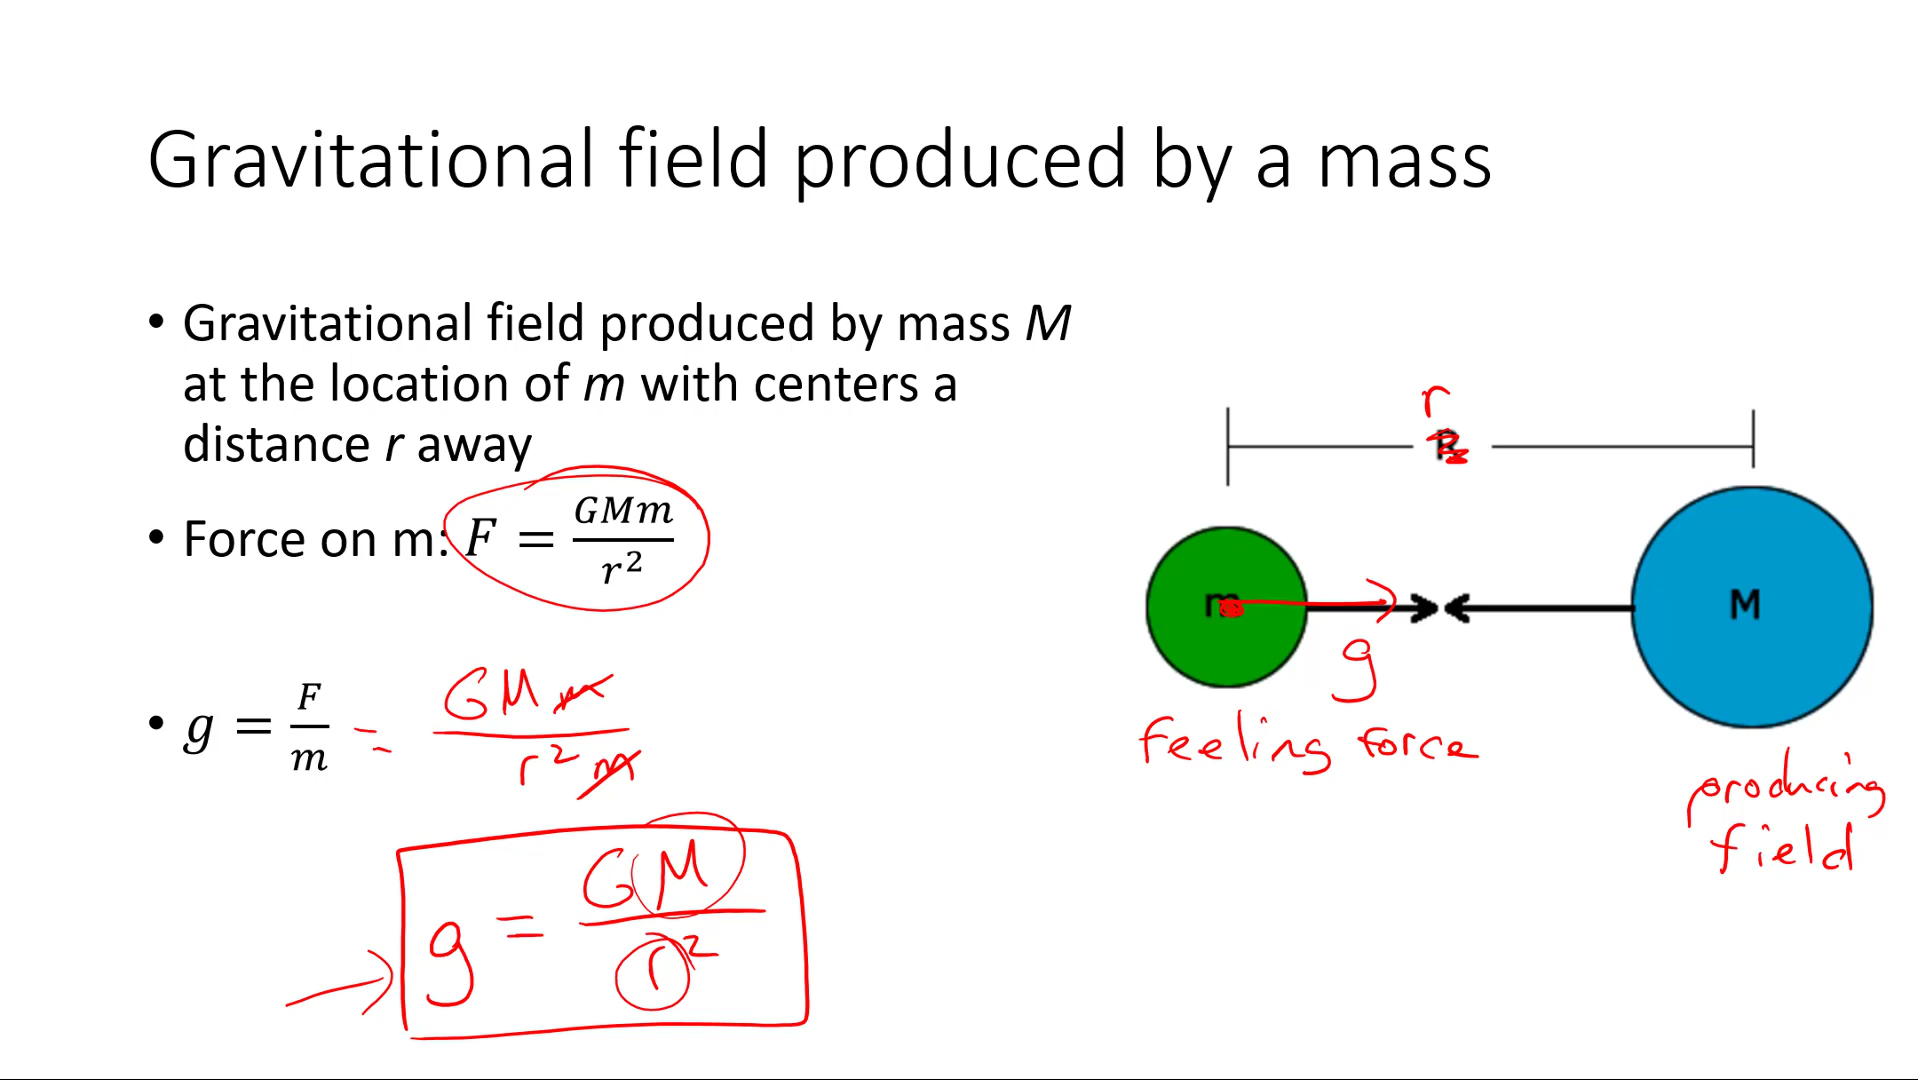 Gravitational field produced by a mass
• Gravitational field produced by mass M
at the location of m with centers a
distance r away
• Force on m: F = GMm / r²
• g = F / m = GMm / r²m
g = GM / r²
r
R
m
M
g
feeling force
producing
field